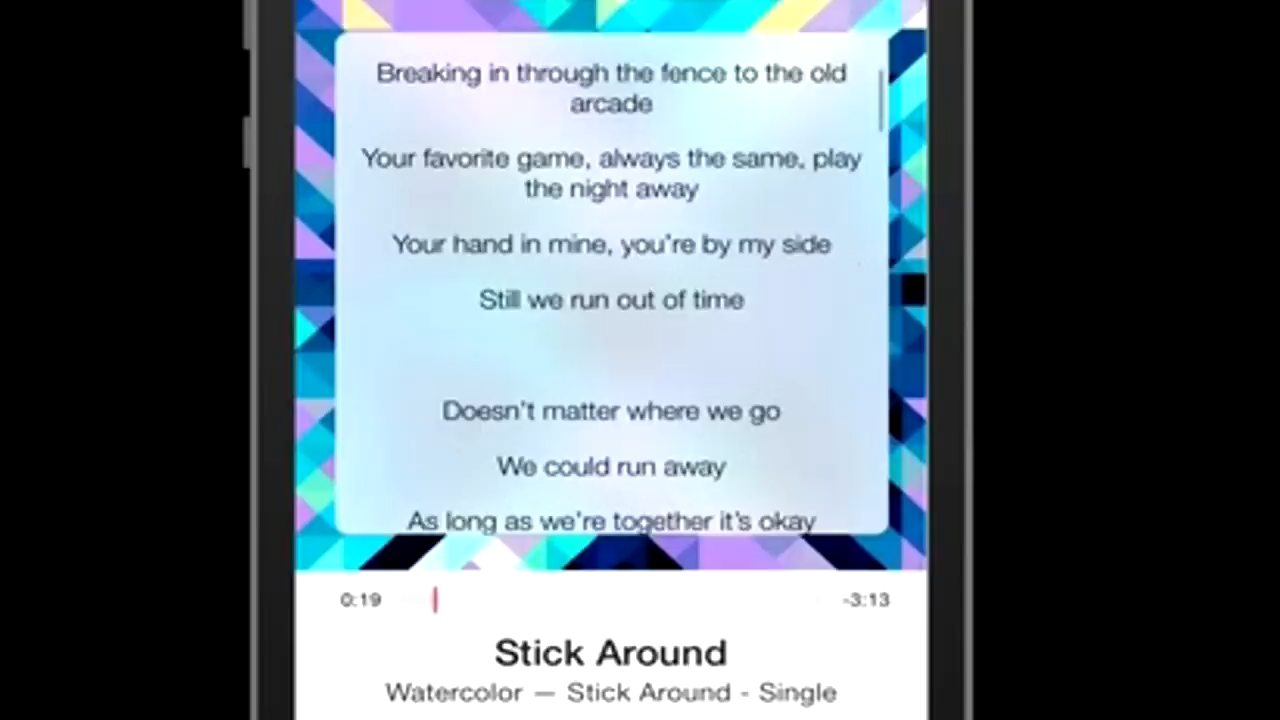 Breaking in through the fence to the old
arcade
Your favorite game, always the same, play
the night away
Your hand in mine, you're by my side
Still we run out of time
Doesn't matter where we go
We could run away
As long as we're together it's okay
0:19
-3:13
Stick Around
Watercolor — Stick Around - Single